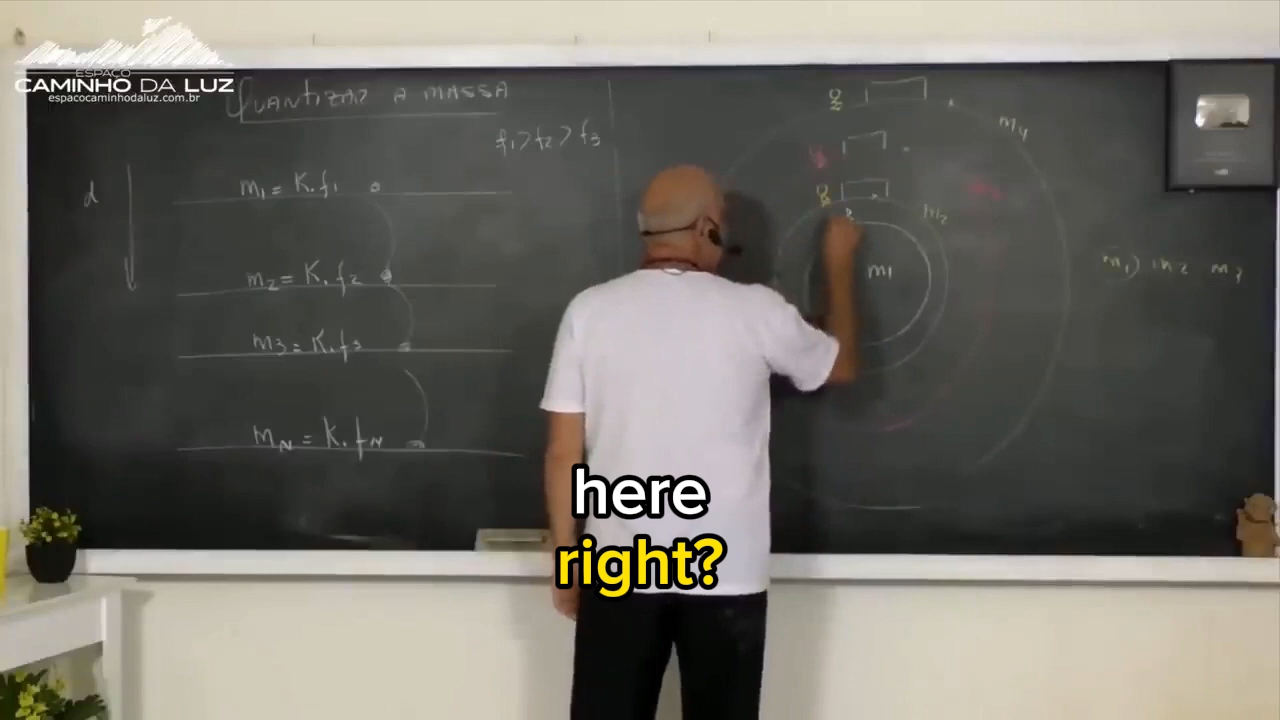 ESPAÇO
CAMINHO DA LUZ
espacocaminhodaluz.com.br
QUANTIZAR A MASSA
f1 > f2 > f3
d
m1 = K.f1
m2 = K.f2
m3 = K.f3
mN = K.fN
m4
m2
m1
m1) m2 m3
here
right?